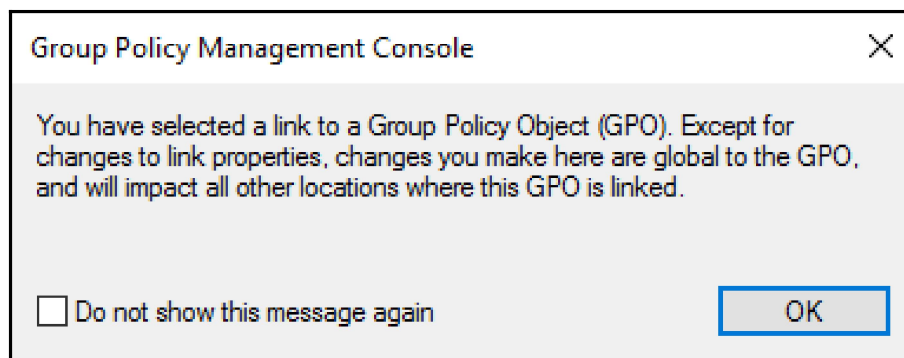 Group Policy Management Console
You have selected a link to a Group Policy Object (GPO). Except for
changes to link properties, changes you make here are global to the GPO,
and will impact all other locations where this GPO is linked.
Do not show this message again
OK